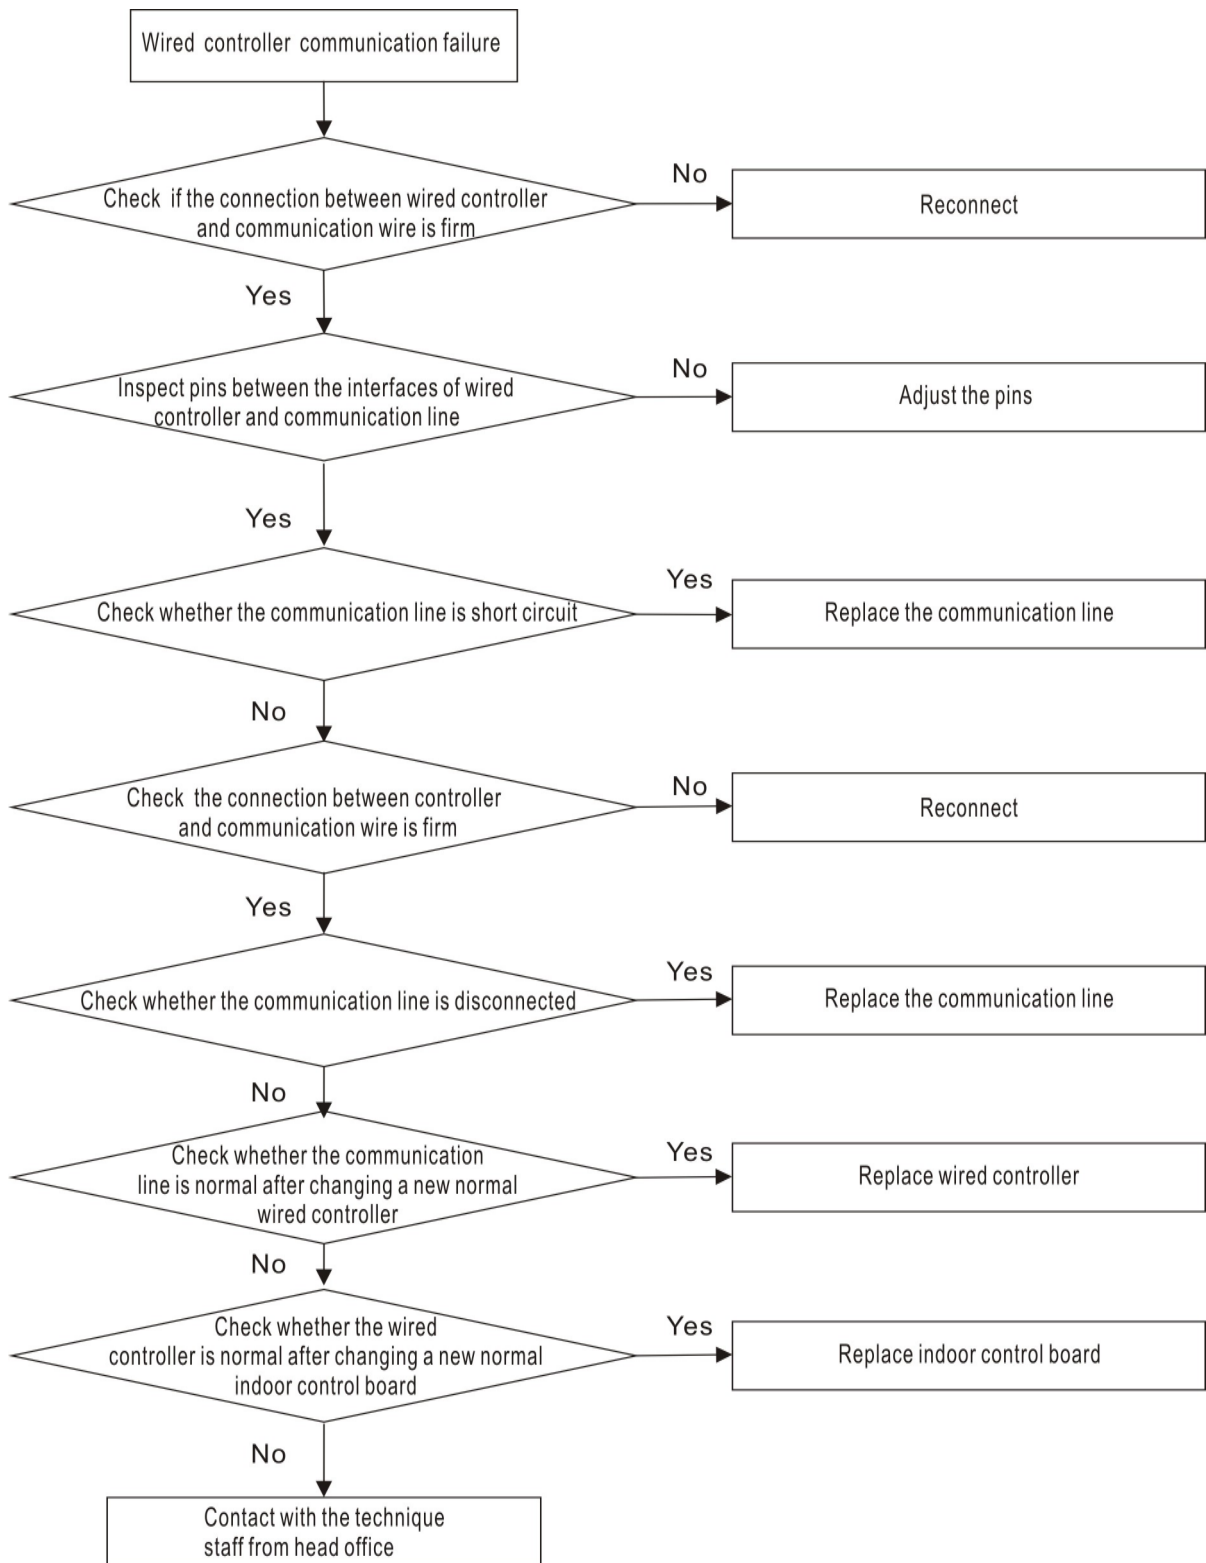 Wired controller communication failure
Check if the connection between wired controller
and communication wire is firm
No
Reconnect
Yes
Inspect pins between the interfaces of wired
controller and communication line
No
Adjust the pins
Yes
Check whether the communication line is short circuit
Yes
Replace the communication line
No
Check the connection between controller
and communication wire is firm
No
Reconnect
Yes
Check whether the communication line is disconnected
Yes
Replace the communication line
No
Check whether the communication
line is normal after changing a new normal
wired controller
Yes
Replace wired controller
No
Check whether the wired
controller is normal after changing a new normal
indoor control board
Yes
Replace indoor control board
No
Contact with the technique
staff from head office